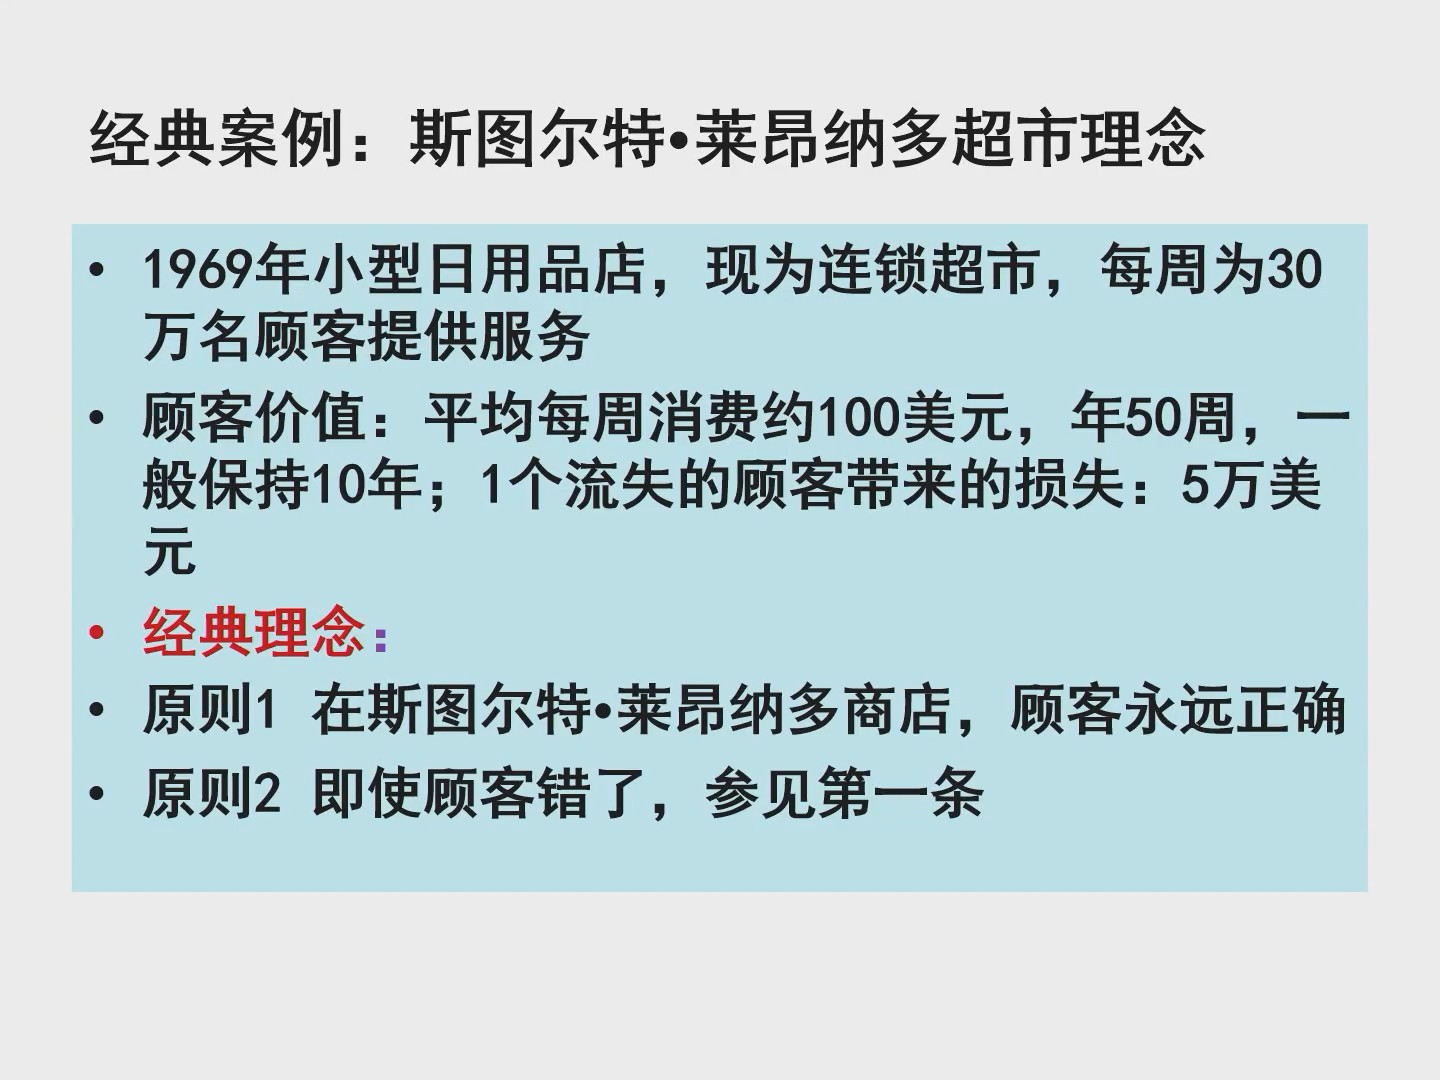 经典案例：斯图尔特•莱昂纳多超市理念
• 1969年小型日用品店，现为连锁超市，每周为30
万名顾客提供服务
• 顾客价值：平均每周消费约100美元，年50周，一
般保持10年；1个流失的顾客带来的损失：5万美
元
• 经典理念：
• 原则1 在斯图尔特•莱昂纳多商店，顾客永远正确
• 原则2 即使顾客错了，参见第一条